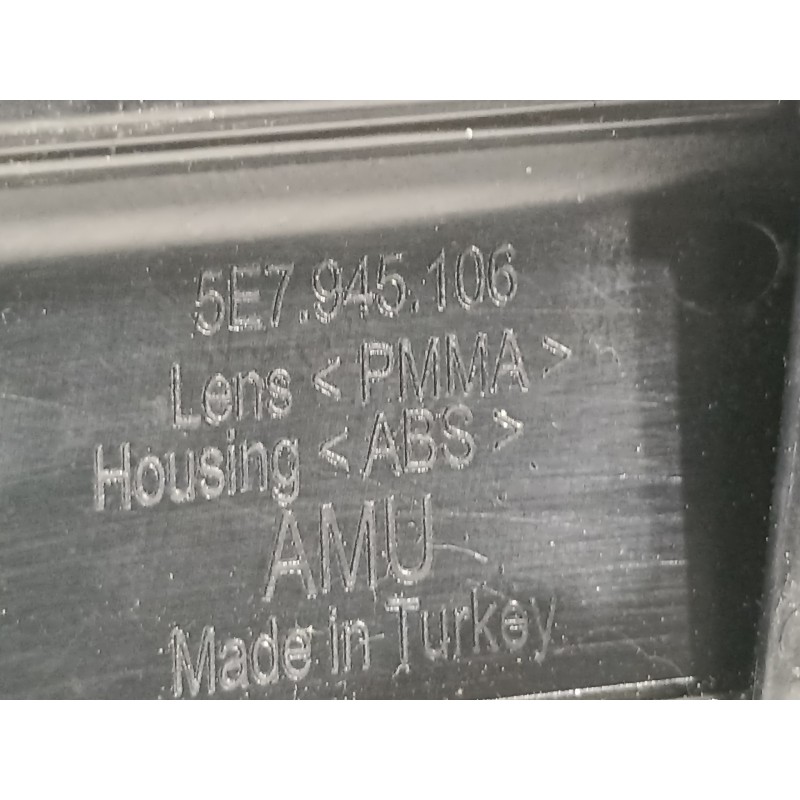 5E7.945.106
Lens <PMMA>
Housing <ABS>
AMU
Made in Turkey